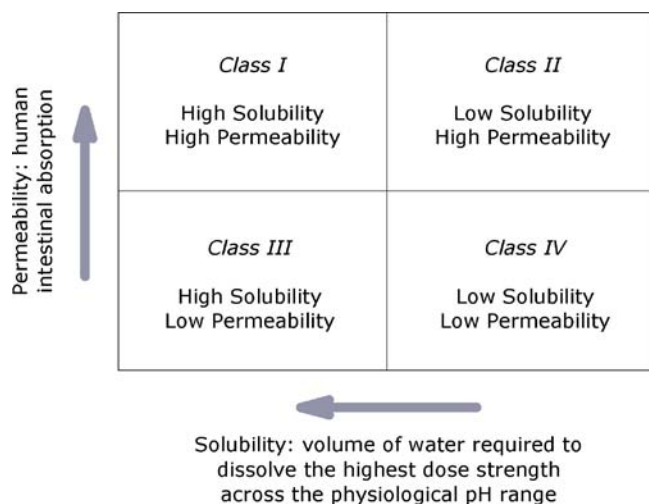 Class I
High Solubility
High Permeability
Class II
Low Solubility
High Permeability
Permeability: human
intestinal absorption
Class III
High Solubility
Low Permeability
Class IV
Low Solubility
Low Permeability
Solubility: volume of water required to
dissolve the highest dose strength
across the physiological pH range